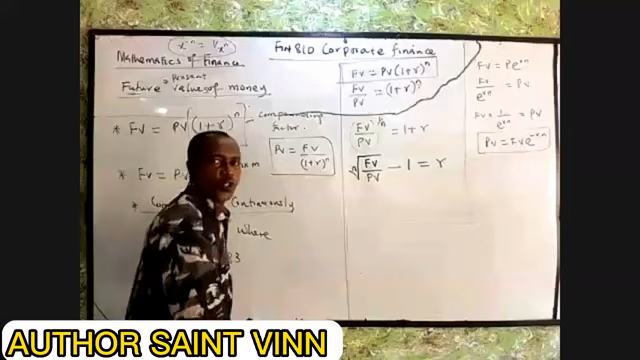 x⁻ⁿ = 1/xⁿ
FIN 810 Corporate finance
Mathematics of Finance
Future & Present values of money
* FV = PV(1+r)ⁿ
Compounding factor.
PV = FV/(1+r)ⁿ
* FV = PV
* Continuously
Where
FV = PV(1+r)ⁿ
FV/PV = (1+r)ⁿ
(FV/PV)^1/n = 1+r
ⁿ√FV/PV - 1 = r
FV = Pe^rn
FV/e^rn = PV
FV × 1/e^rn = PV
PV = FVe^-rn
AUTHOR SAINT VINN